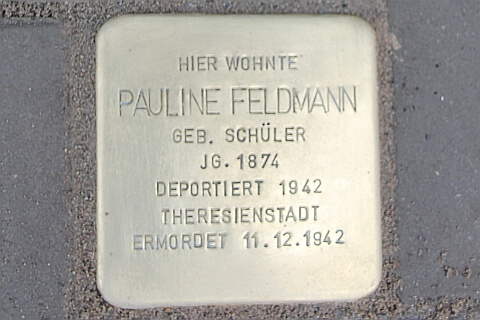 HIER WOHNTE
PAULINE FELDMANN
GEB. SCHÜLER
JG. 1874
DEPORTIERT 1942
THERESIENSTADT
ERMORDET 11.12.1942